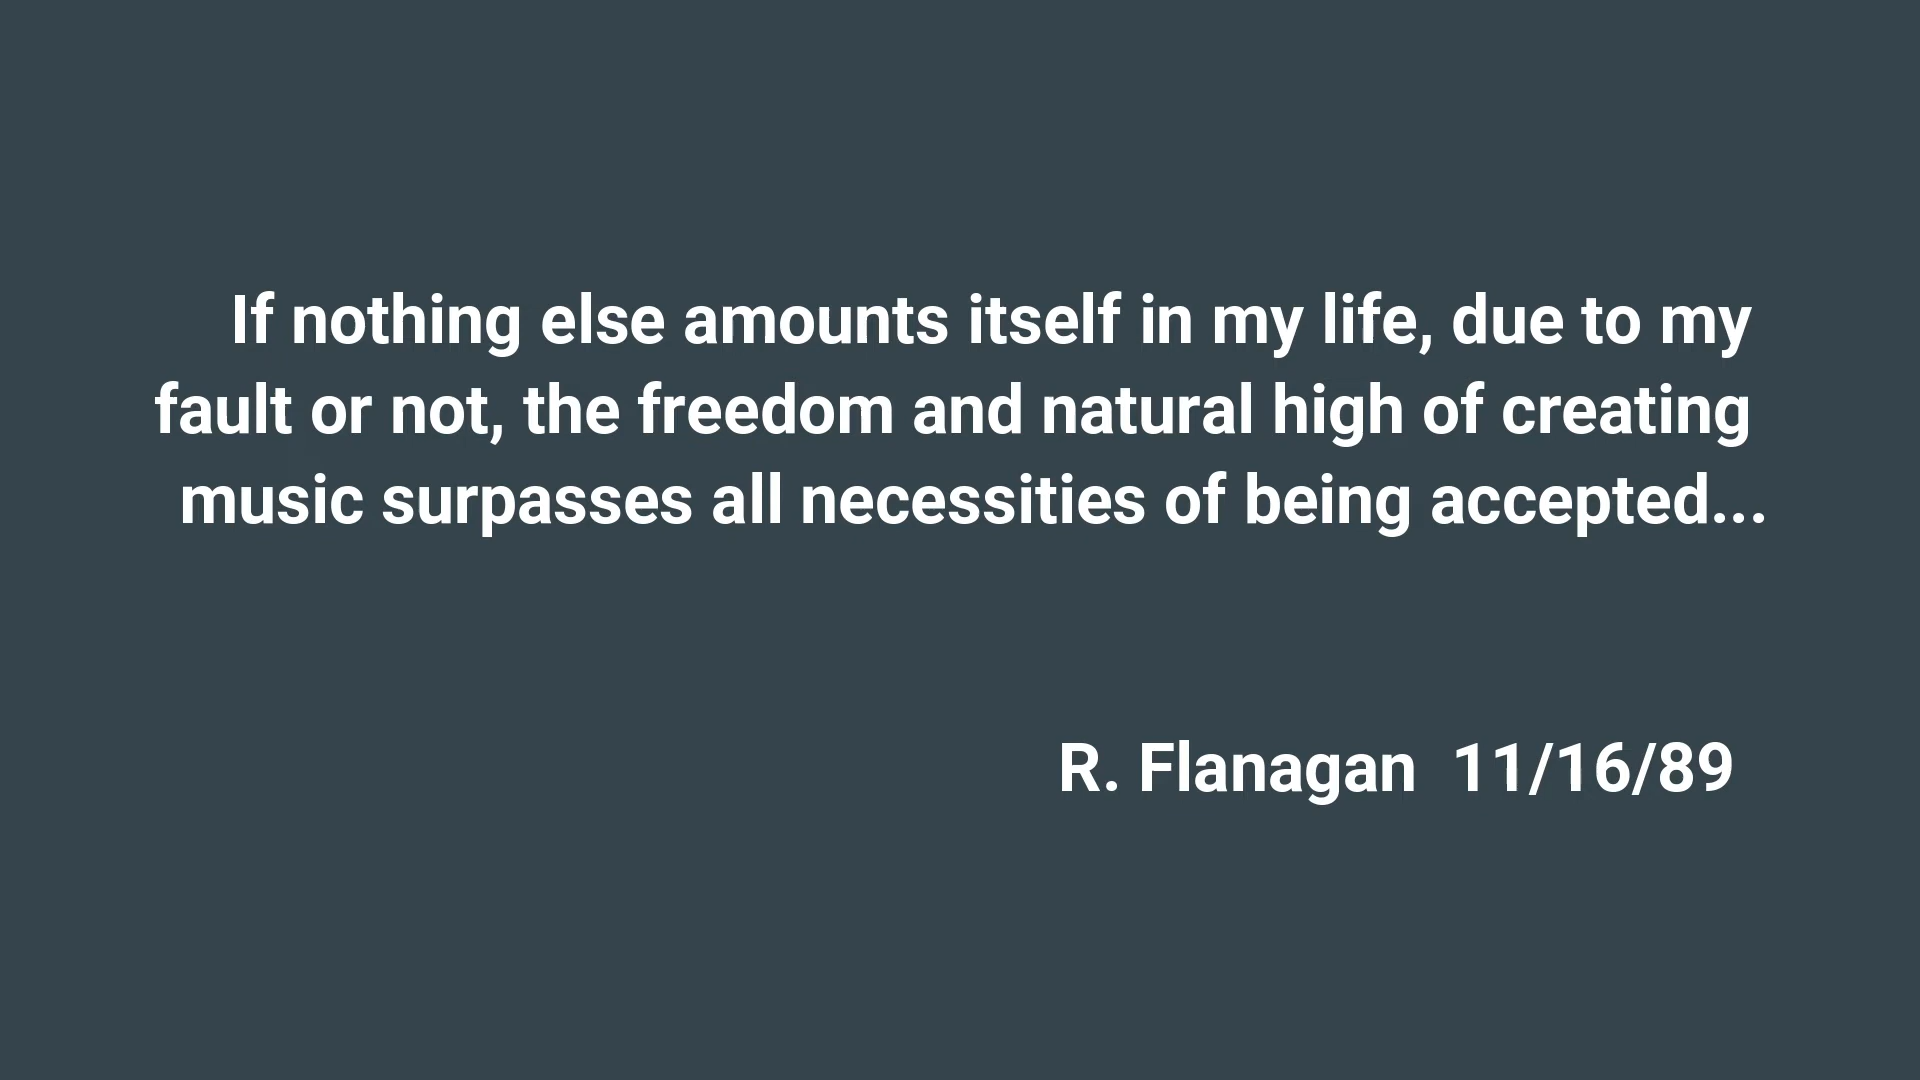 If nothing else amounts itself in my life, due to my
fault or not, the freedom and natural high of creating
music surpasses all necessities of being accepted...
R. Flanagan  11/16/89